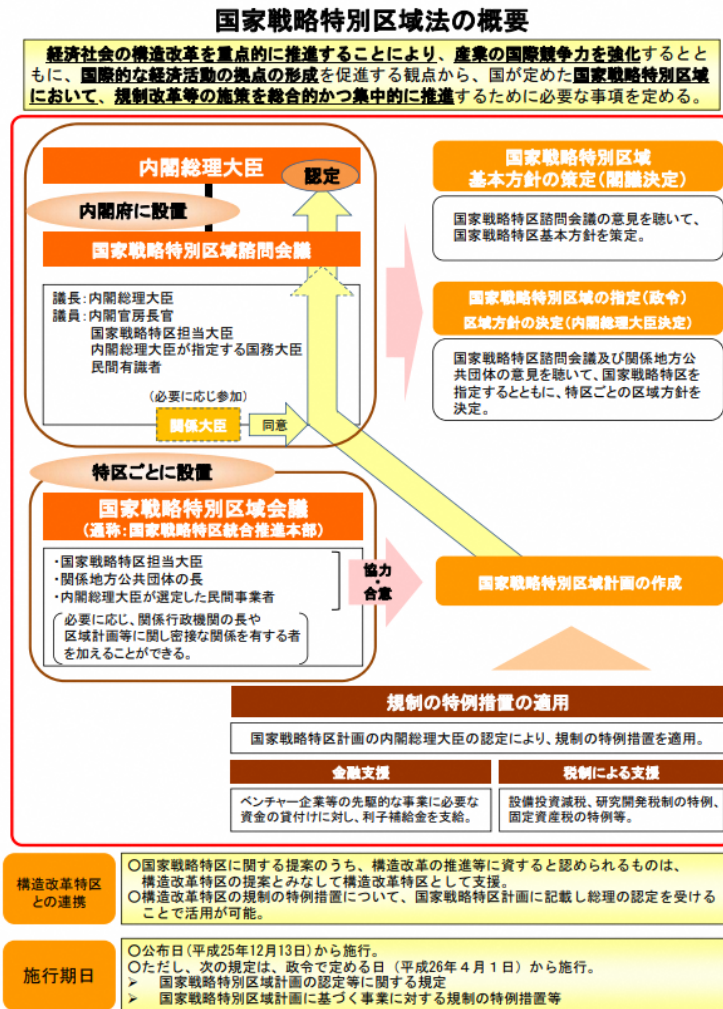 国家戦略特別区域法の概要
経済社会の構造改革を重点的に推進することにより、産業の国際競争力を強化するとと
もに、国際的な経済活動の拠点の形成を促進する観点から、国が定めた国家戦略特別区域
において、規制改革等の施策を総合的かつ集中的に推進するために必要な事項を定める。
内閣総理大臣
認定
内閣府に設置
国家戦略特別区域諮問会議
議長：内閣総理大臣
議員：内閣官房長官
国家戦略特区担当大臣
内閣総理大臣が指定する国務大臣
民間有識者
（必要に応じ参加）
関係大臣
同意
国家戦略特別区域
基本方針の策定（閣議決定）
国家戦略特区諮問会議の意見を聴いて、
国家戦略特区基本方針を策定。
国家戦略特別区域の指定（政令）
区域方針の決定（内閣総理大臣決定）
国家戦略特区諮問会議及び関係地方公
共団体の意見を聴いて、国家戦略特区を
指定するとともに、特区ごとの区域方針を
決定。
特区ごとに設置
国家戦略特別区域会議
（通称：国家戦略特区統合推進本部）
・国家戦略特区担当大臣
・関係地方公共団体の長
・内閣総理大臣が選定した民間事業者
必要に応じ、関係行政機関の長や
区域計画等に関し密接な関係を有する者
を加えることができる。
協力
・
合意
国家戦略特別区域計画の作成
規制の特例措置の適用
国家戦略特区計画の内閣総理大臣の認定により、規制の特例措置を適用。
金融支援
ベンチャー企業等の先駆的な事業に必要な
資金の貸付けに対し、利子補給金を支給。
税制による支援
設備投資減税、研究開発税制の特例、
固定資産税の特例等。
構造改革特区
との連携
○国家戦略特区に関する提案のうち、構造改革の推進等に資すると認められるものは、
構造改革特区の提案とみなして構造改革特区として支援。
○構造改革特区の規制の特例措置について、国家戦略特区計画に記載し総理の認定を受ける
ことで活用が可能。
施行期日
○公布日（平成25年12月13日）から施行。
○ただし、次の規定は、政令で定める日（平成26年４月１日）から施行。
➢ 国家戦略特別区域計画の認定等に関する規定
➢ 国家戦略特別区域計画に基づく事業に対する規制の特例措置等